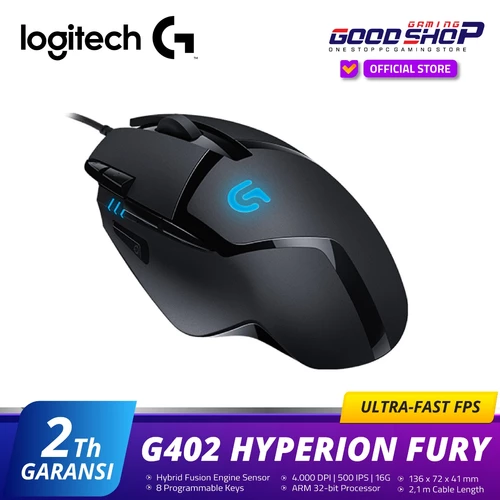 logitech G
GAMING
GOODSHOP
ONE STOP PC GAMING STORE
OFFICIAL STORE
ULTRA-FAST FPS
2Th
GARANSI
G402 HYPERION FURY
Hybrid Fusion Engine Sensor
8 Programmable Keys
4.000 DPI | 500 IPS | 16G
ARM 32-bit Processor
136 x 72 x 41 mm
2,1 m Cable Length